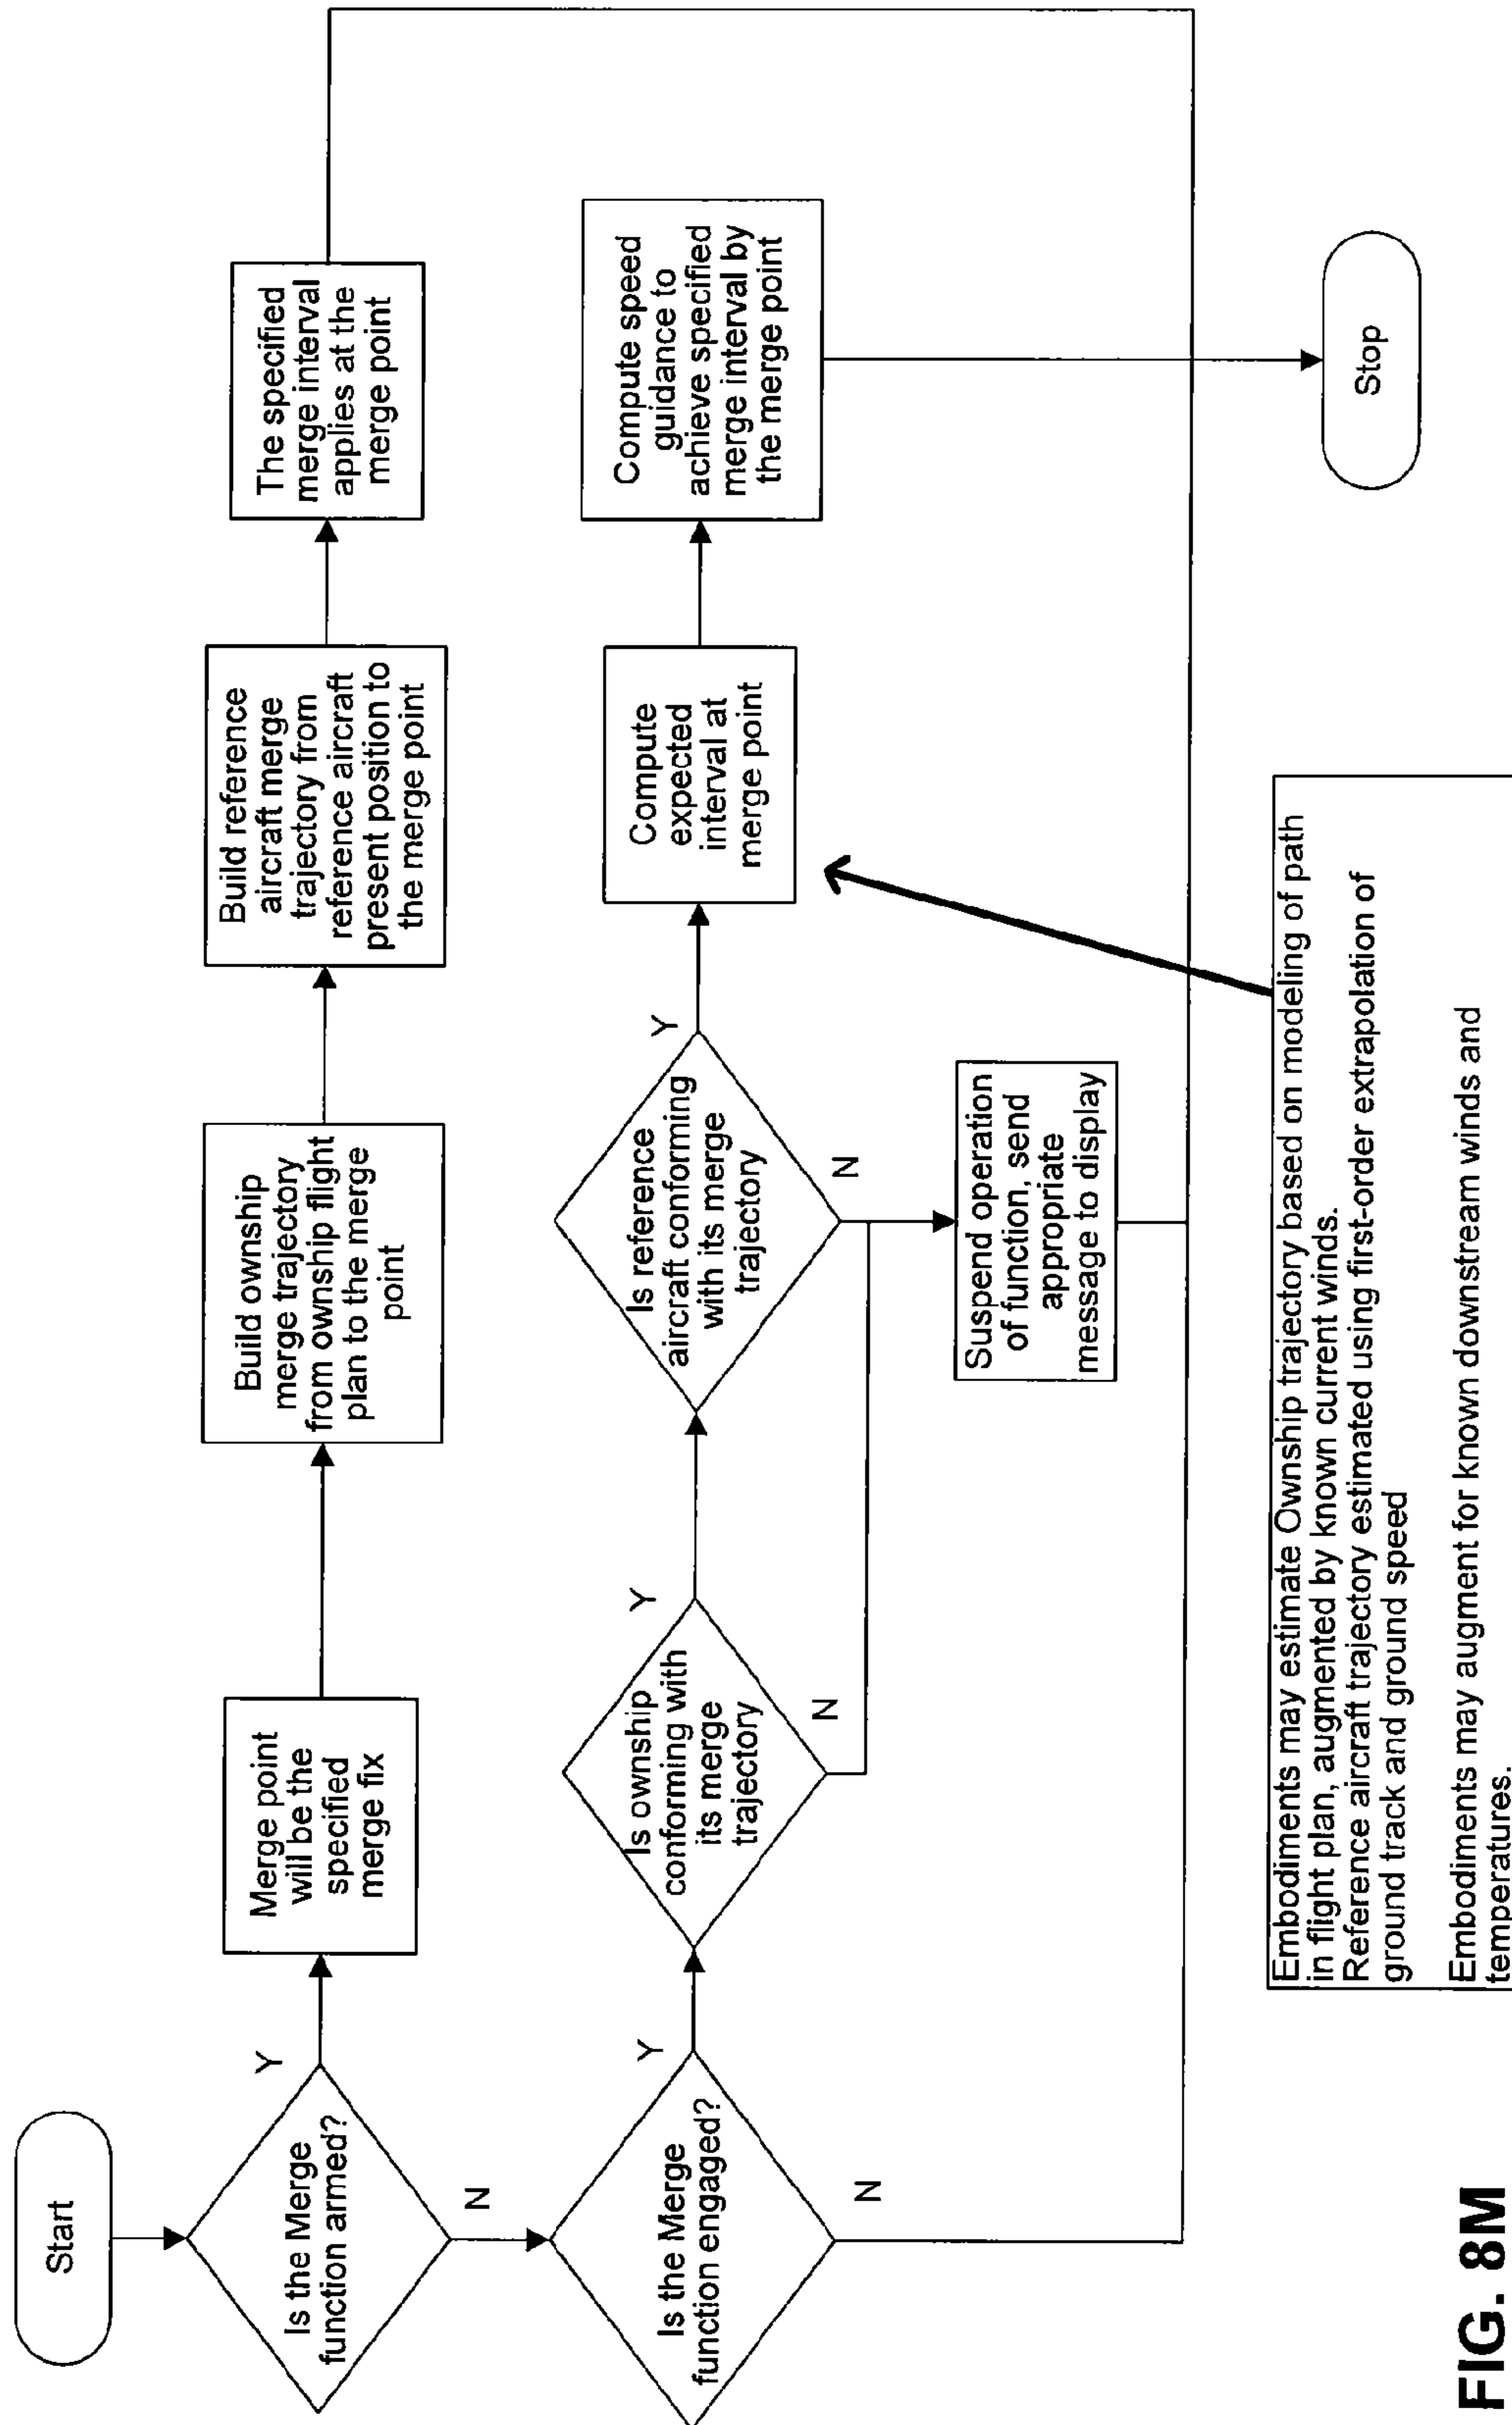 Start
Is the Merge
function armed?
Y
N
Merge point
will be the
specified
merge fix
Build ownship
merge trajectory
from ownship flight
plan to the merge
point
Build reference
aircraft merge
trajectory from
reference aircraft
present position to
the merge point
The specified
merge interval
applies at the
merge point
Is the Merge
function engaged?
Y
N
Is ownship
conforming with
its merge
trajectory
Y
N
Is reference
aircraft conforming
with its merge
trajectory
Y
N
Compute
expected
interval at
merge point
Compute speed
guidance to
achieve specified
merge interval by
the merge point
Suspend operation
of function, send
appropriate
message to display
Stop
Embodiments may estimate Ownship trajectory based on modeling of path
in flight plan, augmented by known current winds.
Reference aircraft trajectory estimated using first-order extrapolation of
ground track and ground speed
Embodiments may augment for known downstream winds and
temperatures.
FIG. 8M